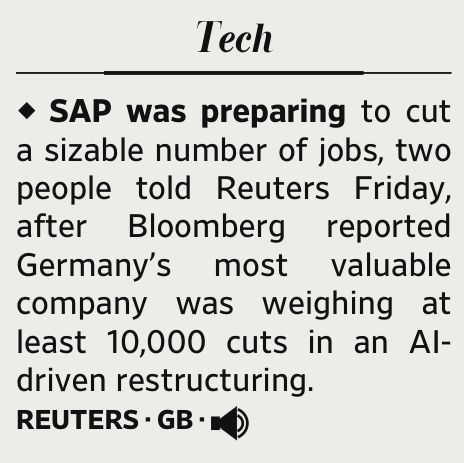 Tech
◆ SAP was preparing to cut
a sizable number of jobs, two
people told Reuters Friday,
after Bloomberg reported
Germany’s most valuable
company was weighing at
least 10,000 cuts in an AI-
driven restructuring.
REUTERS · GB ·